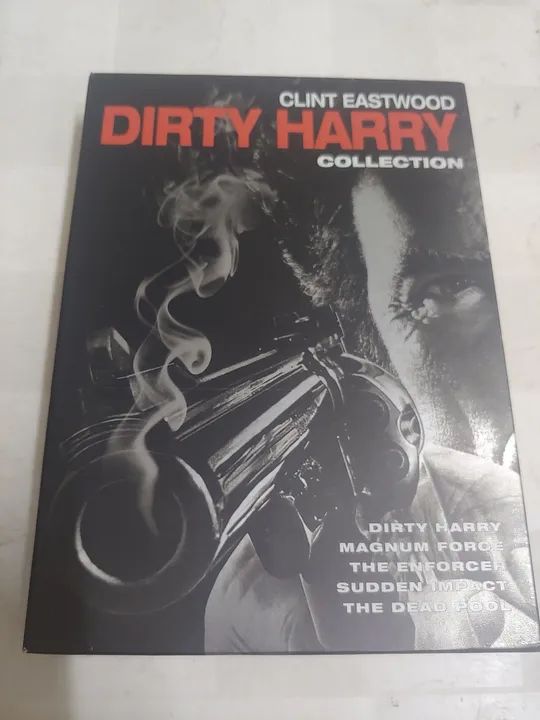 CLINT EASTWOOD
DIRTY HARRY
COLLECTION
DIRTY HARRY
MAGNUM FORCE
THE ENFORCER
SUDDEN IMPACT
THE DEAD POOL